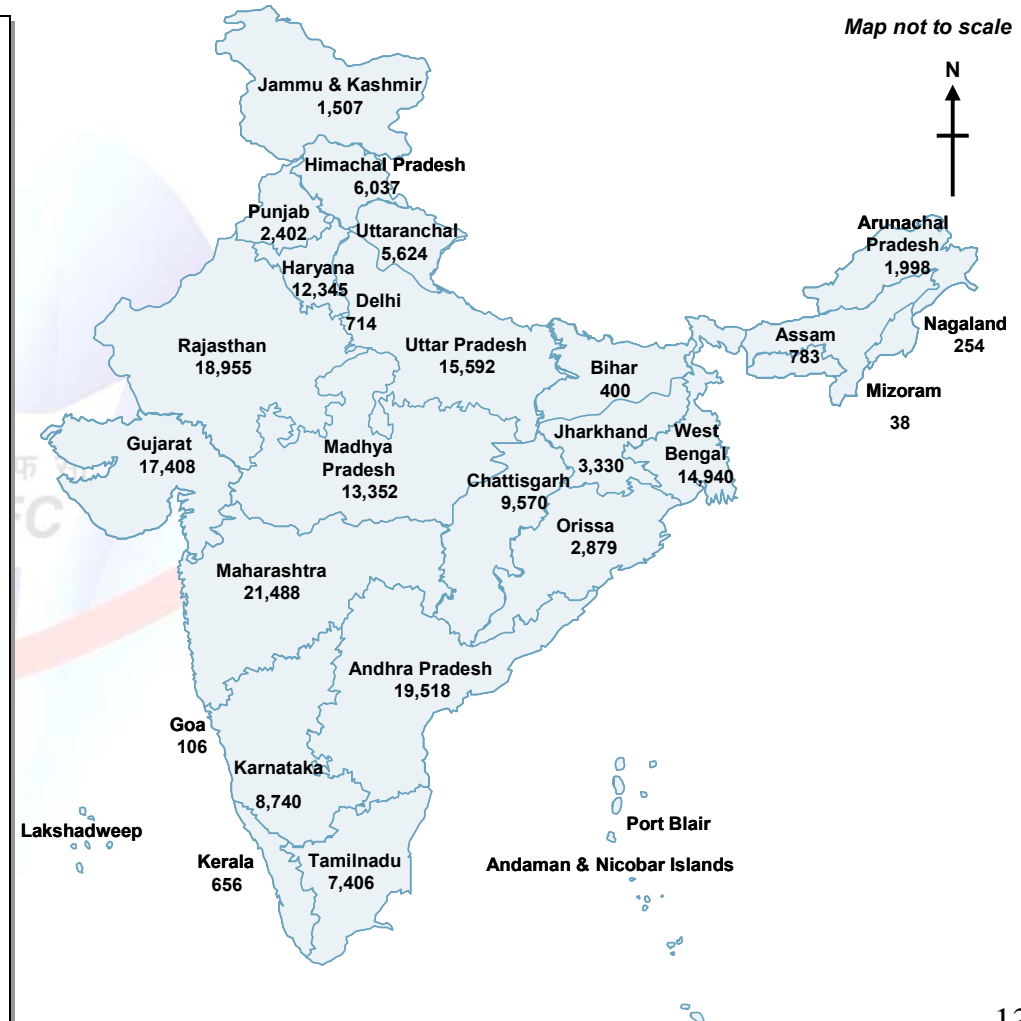 Map not to scale
N
Jammu & Kashmir
1,507
Himachal Pradesh
6,037
Punjab
2,402
Uttaranchal
5,624
Arunachal
Pradesh
1,998
Haryana
12,345
Delhi
714
Rajasthan
18,955
Uttar Pradesh
15,592
Bihar
400
Assam
783
Nagaland
254
Mizoram
38
Gujarat
17,408
Madhya
Pradesh
13,352
Jharkhand
3,330
West
Bengal
14,940
Chattisgarh
9,570
Orissa
2,879
FC
Maharashtra
21,488
Andhra Pradesh
19,518
Goa
106
Karnataka
8,740
Lakshadweep
Port Blair
Kerala
656
Tamilnadu
7,406
Andaman & Nicobar Islands